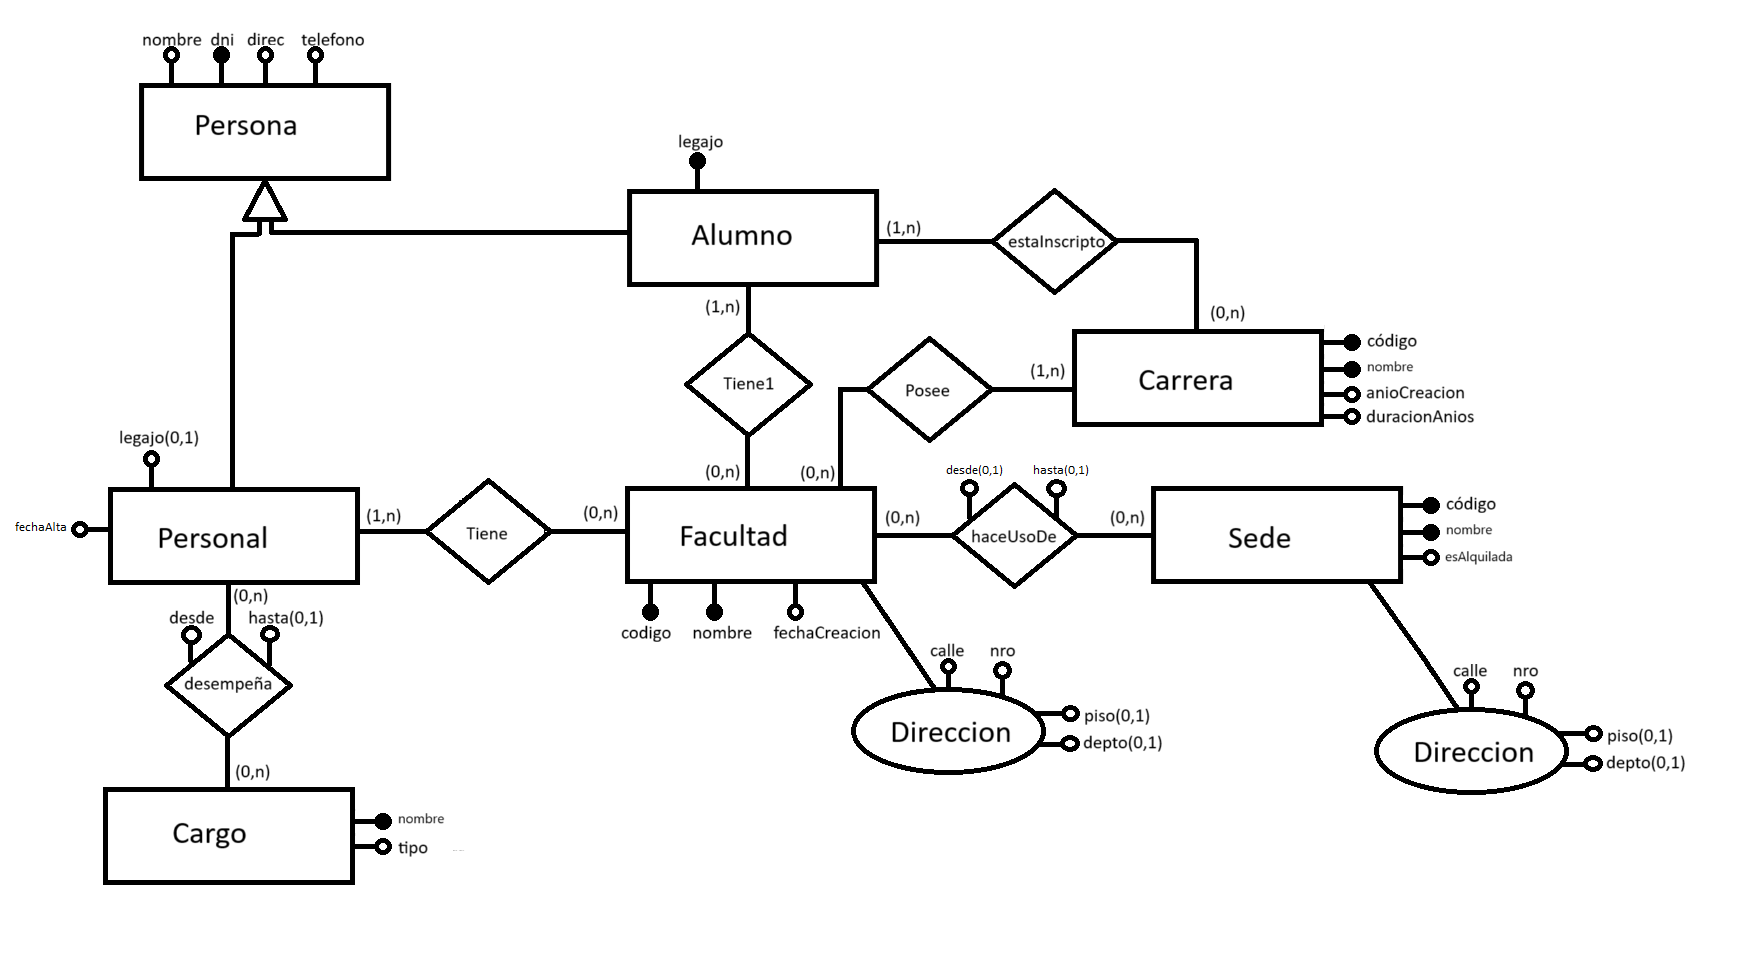 nombre dni direc telefono
Persona
legajo
Alumno
(1,n)
estaInscripto
(0,n)
(1,n)
Tiene1
(0,n)
Posee
(0,n)
(1,n)
Carrera
código
nombre
anioCreacion
duracionAnios
legajo(0,1)
fechaAlta
Personal
(1,n)
Tiene
(0,n)
Facultad
codigo nombre fechaCreacion
(0,n)
desde(0,1) hasta(0,1)
haceUsoDe
(0,n)
Sede
código
nombre
esAlquilada
(0,n)
desde hasta(0,1)
desempeña
(0,n)
Cargo
nombre
tipo
calle nro
Direccion
piso(0,1)
depto(0,1)
calle nro
Direccion
piso(0,1)
depto(0,1)